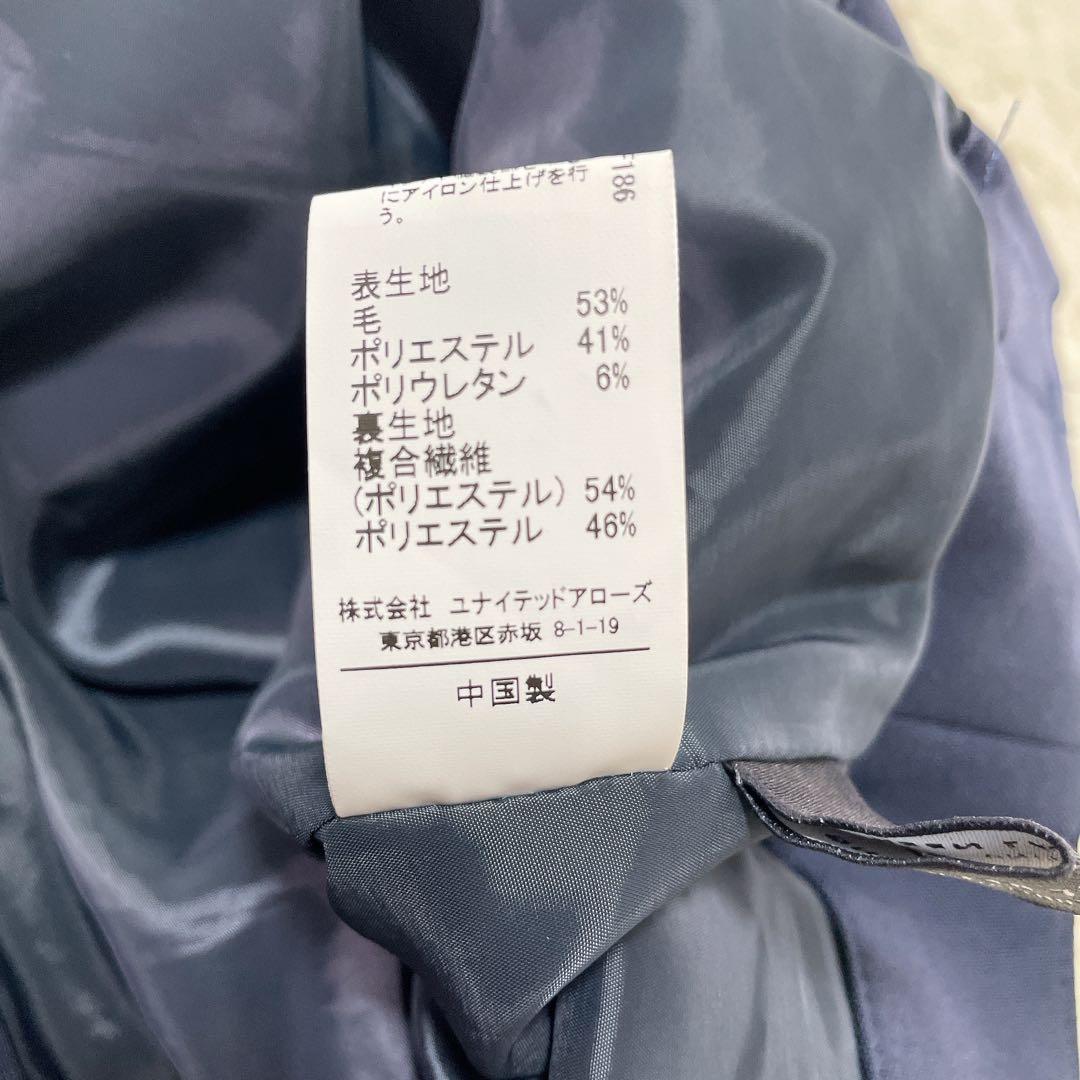 にアイロン仕上げを行
う。
F186
表生地
毛 53%
ポリエステル 41%
ポリウレタン 6%
裏生地
複合繊維
(ポリエステル) 54%
ポリエステル 46%
株式会社 ユナイテッドアローズ
東京都港区赤坂 8-1-19
中国製